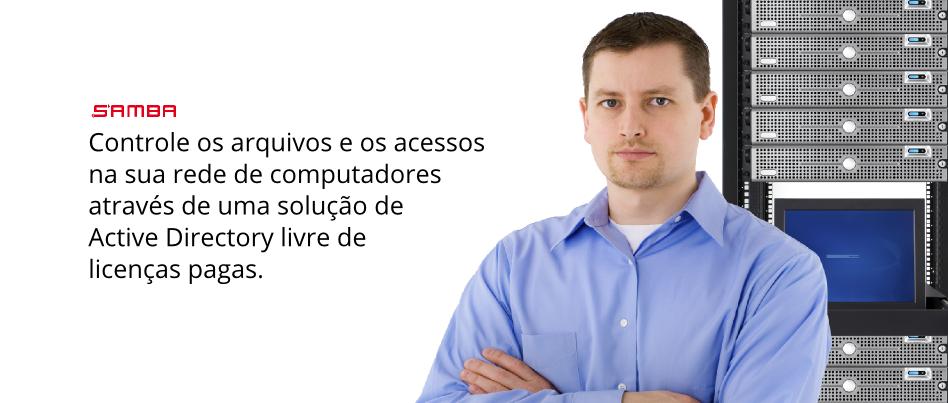 SAMBA
Controle os arquivos e os acessos
na sua rede de computadores
através de uma solução de
Active Directory livre de
licenças pagas.